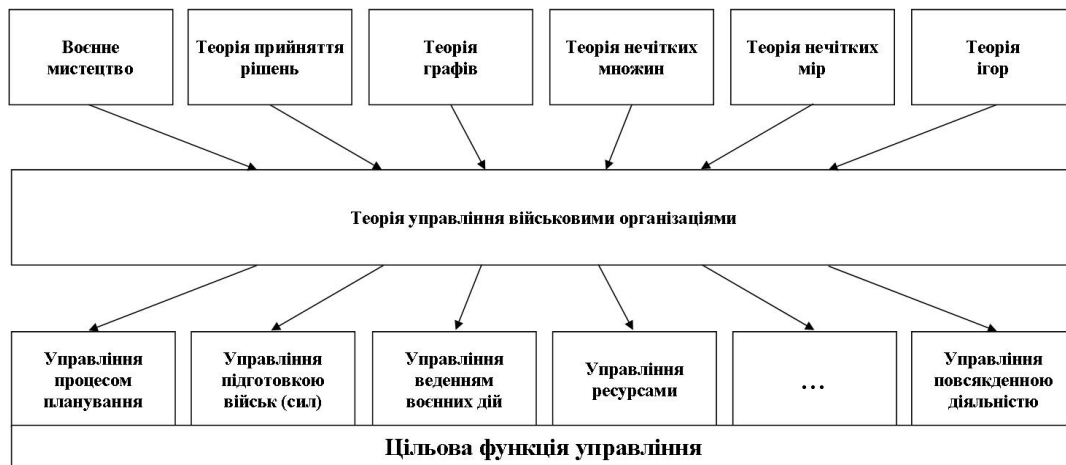 Воєнне
мистецтво
Теорія прийняття
рішень
Теорія
графів
Теорія нечітких
множин
Теорія нечітких
мір
Теорія
ігор
Теорія управління військовими організаціями
Управління
процесом
планування
Управління
підготовкою
військ (сил)
Управління
веденням
воєнних дій
Управління
ресурсами
...
Управління
повсякденною
діяльністю
Цільова функція управління